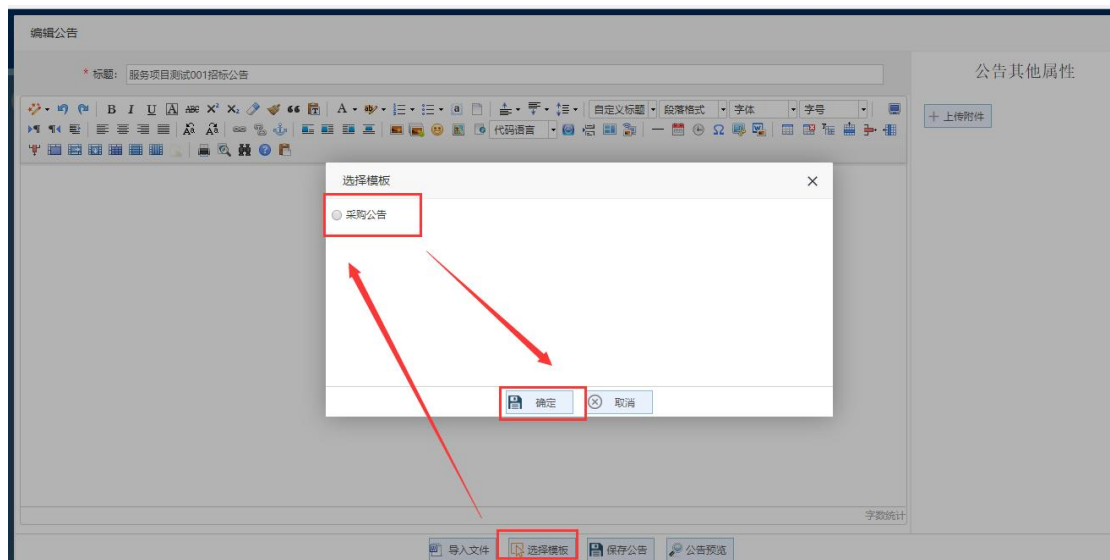 编辑公告
* 标题: 服务项目测试001招标公告
公告其他属性
B I U A ABC X² X₂ 66 A a 自定义标题 段落格式 字体 字号
代码语言 Ω
上传附件
选择模板
采购公告
确定 取消
字数统计
导入文件 选择模板 保存公告 公告预览